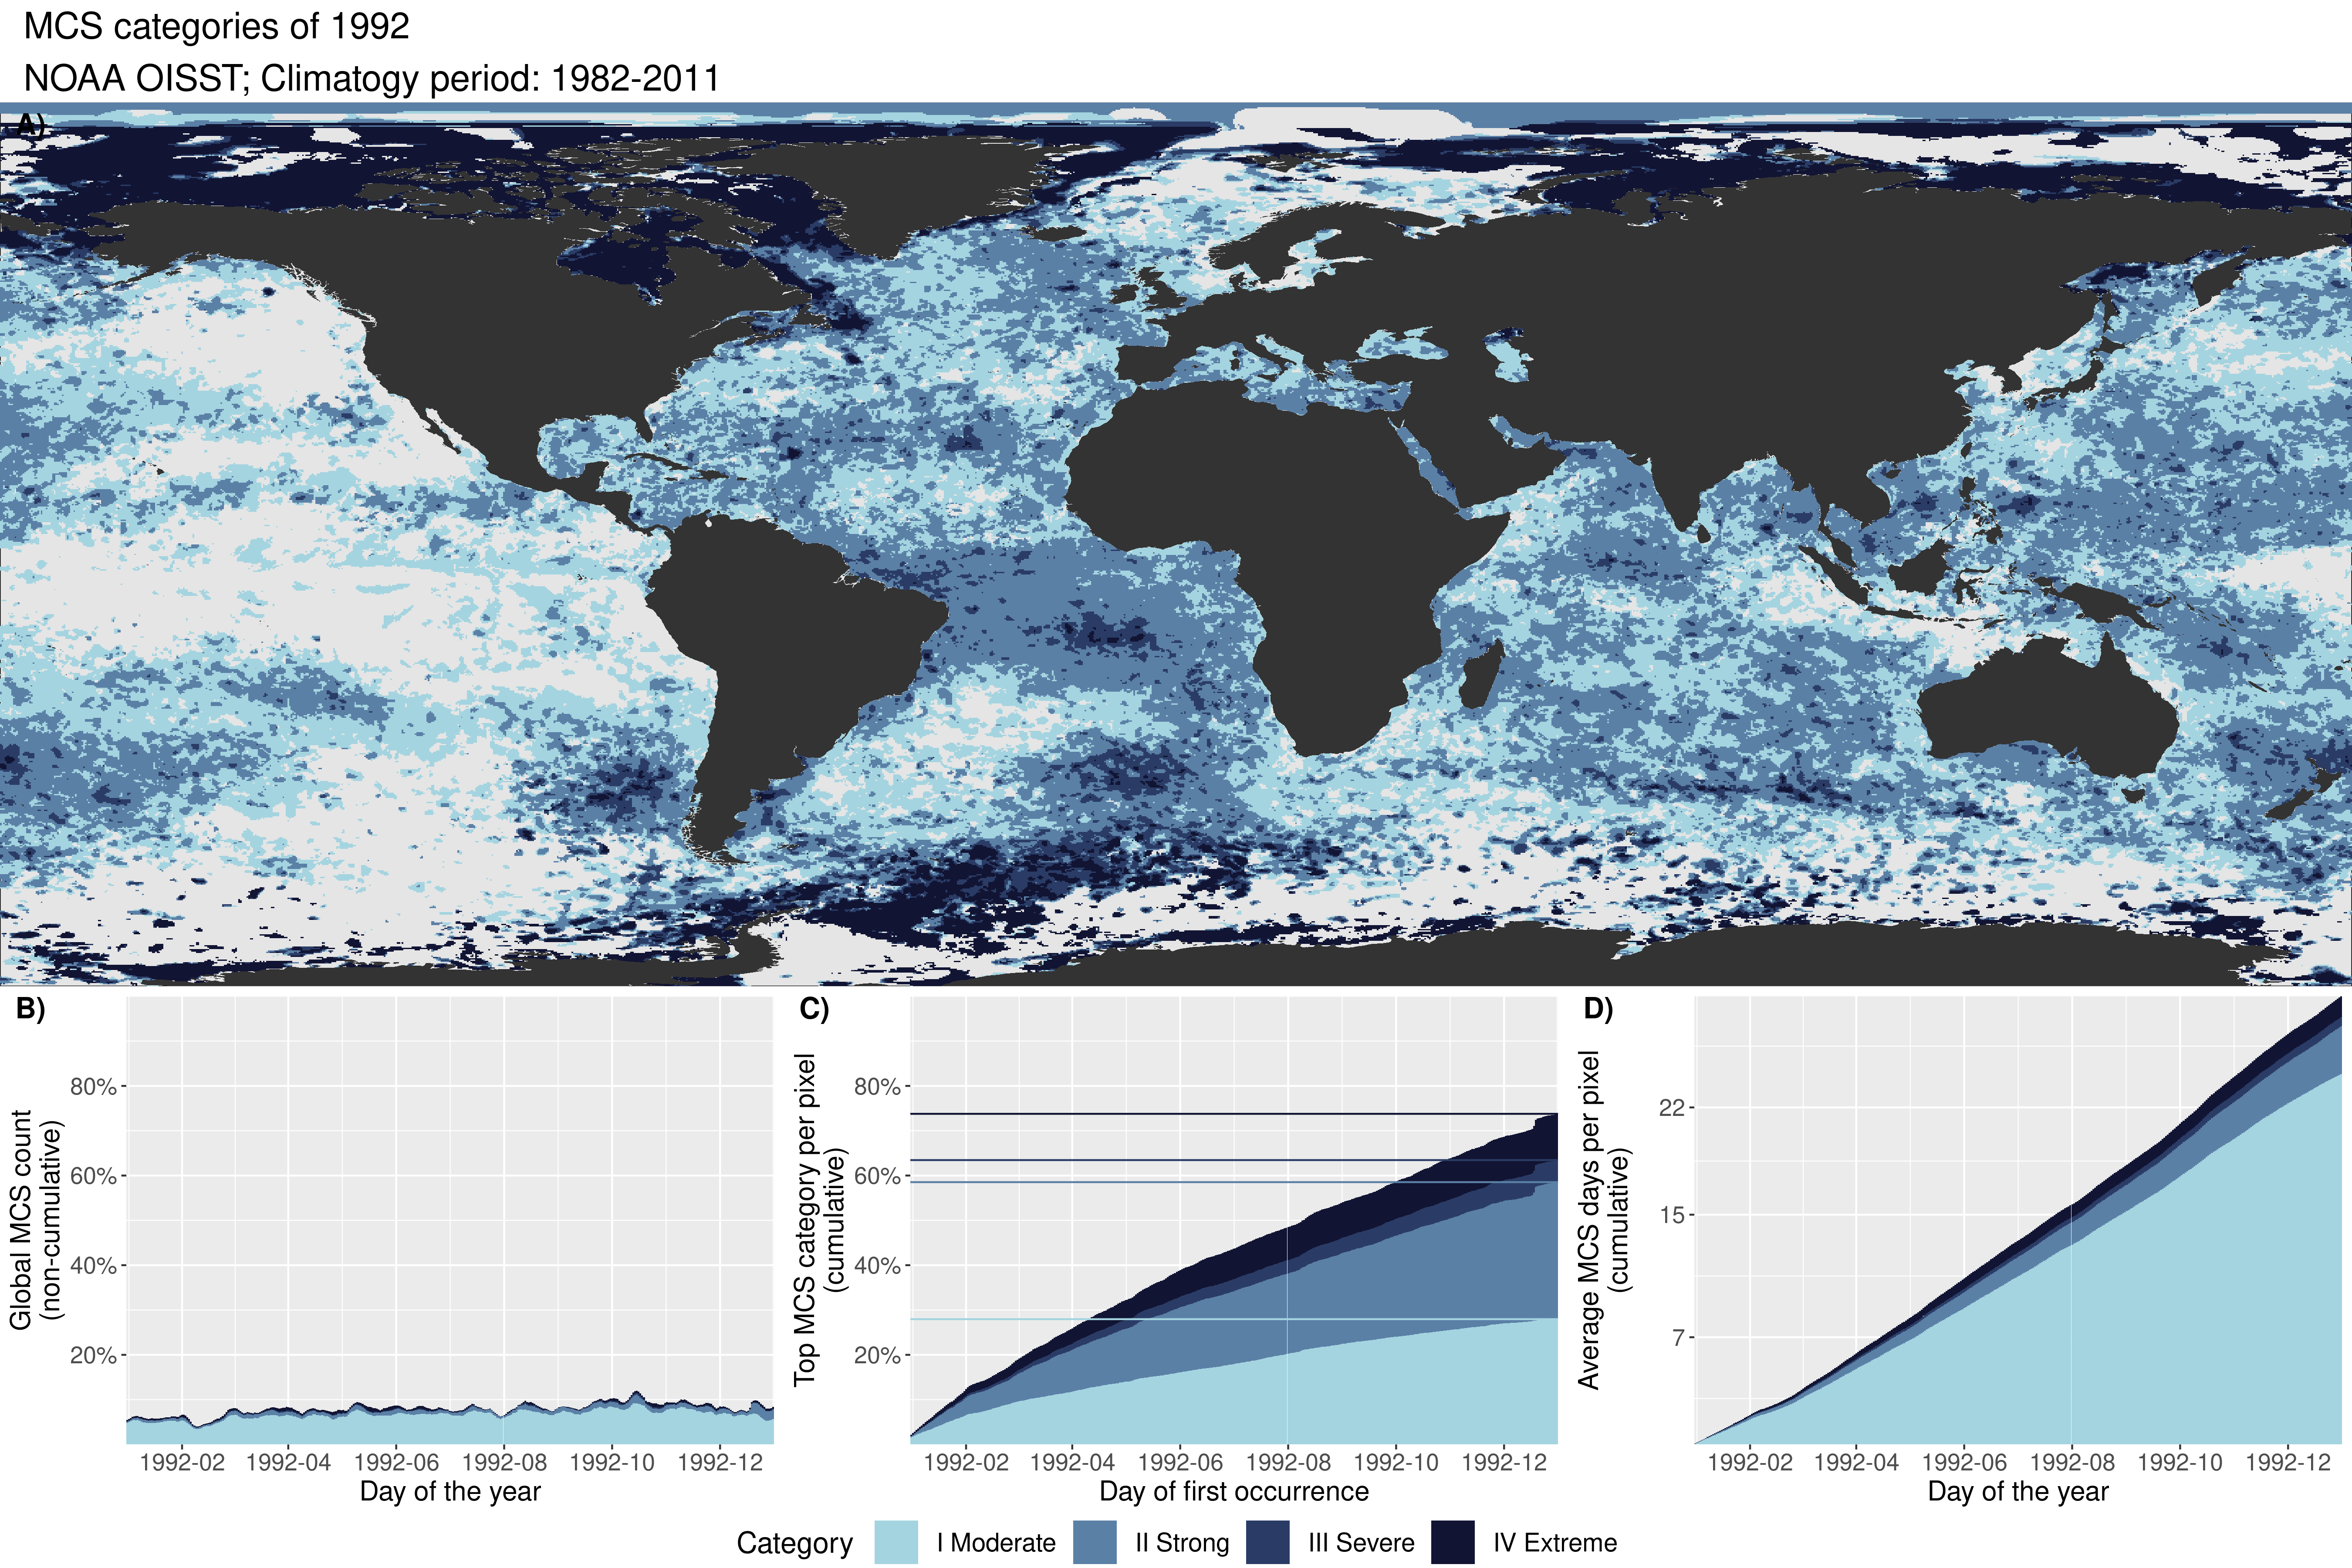 MCS categories of 1992
NOAA OISST; Climatogy period: 1982-2011
A)
B)
Global MCS count
(non-cumulative)
80%
60%
40%
20%
1992-02 1992-04 1992-06 1992-08 1992-10 1992-12
Day of the year
C)
Top MCS category per pixel
(cumulative)
80%
60%
40%
20%
1992-02 1992-04 1992-06 1992-08 1992-10 1992-12
Day of first occurrence
D)
Average MCS days per pixel
(cumulative)
22
15
7
1992-02 1992-04 1992-06 1992-08 1992-10 1992-12
Day of the year
Category I Moderate II Strong III Severe IV Extreme